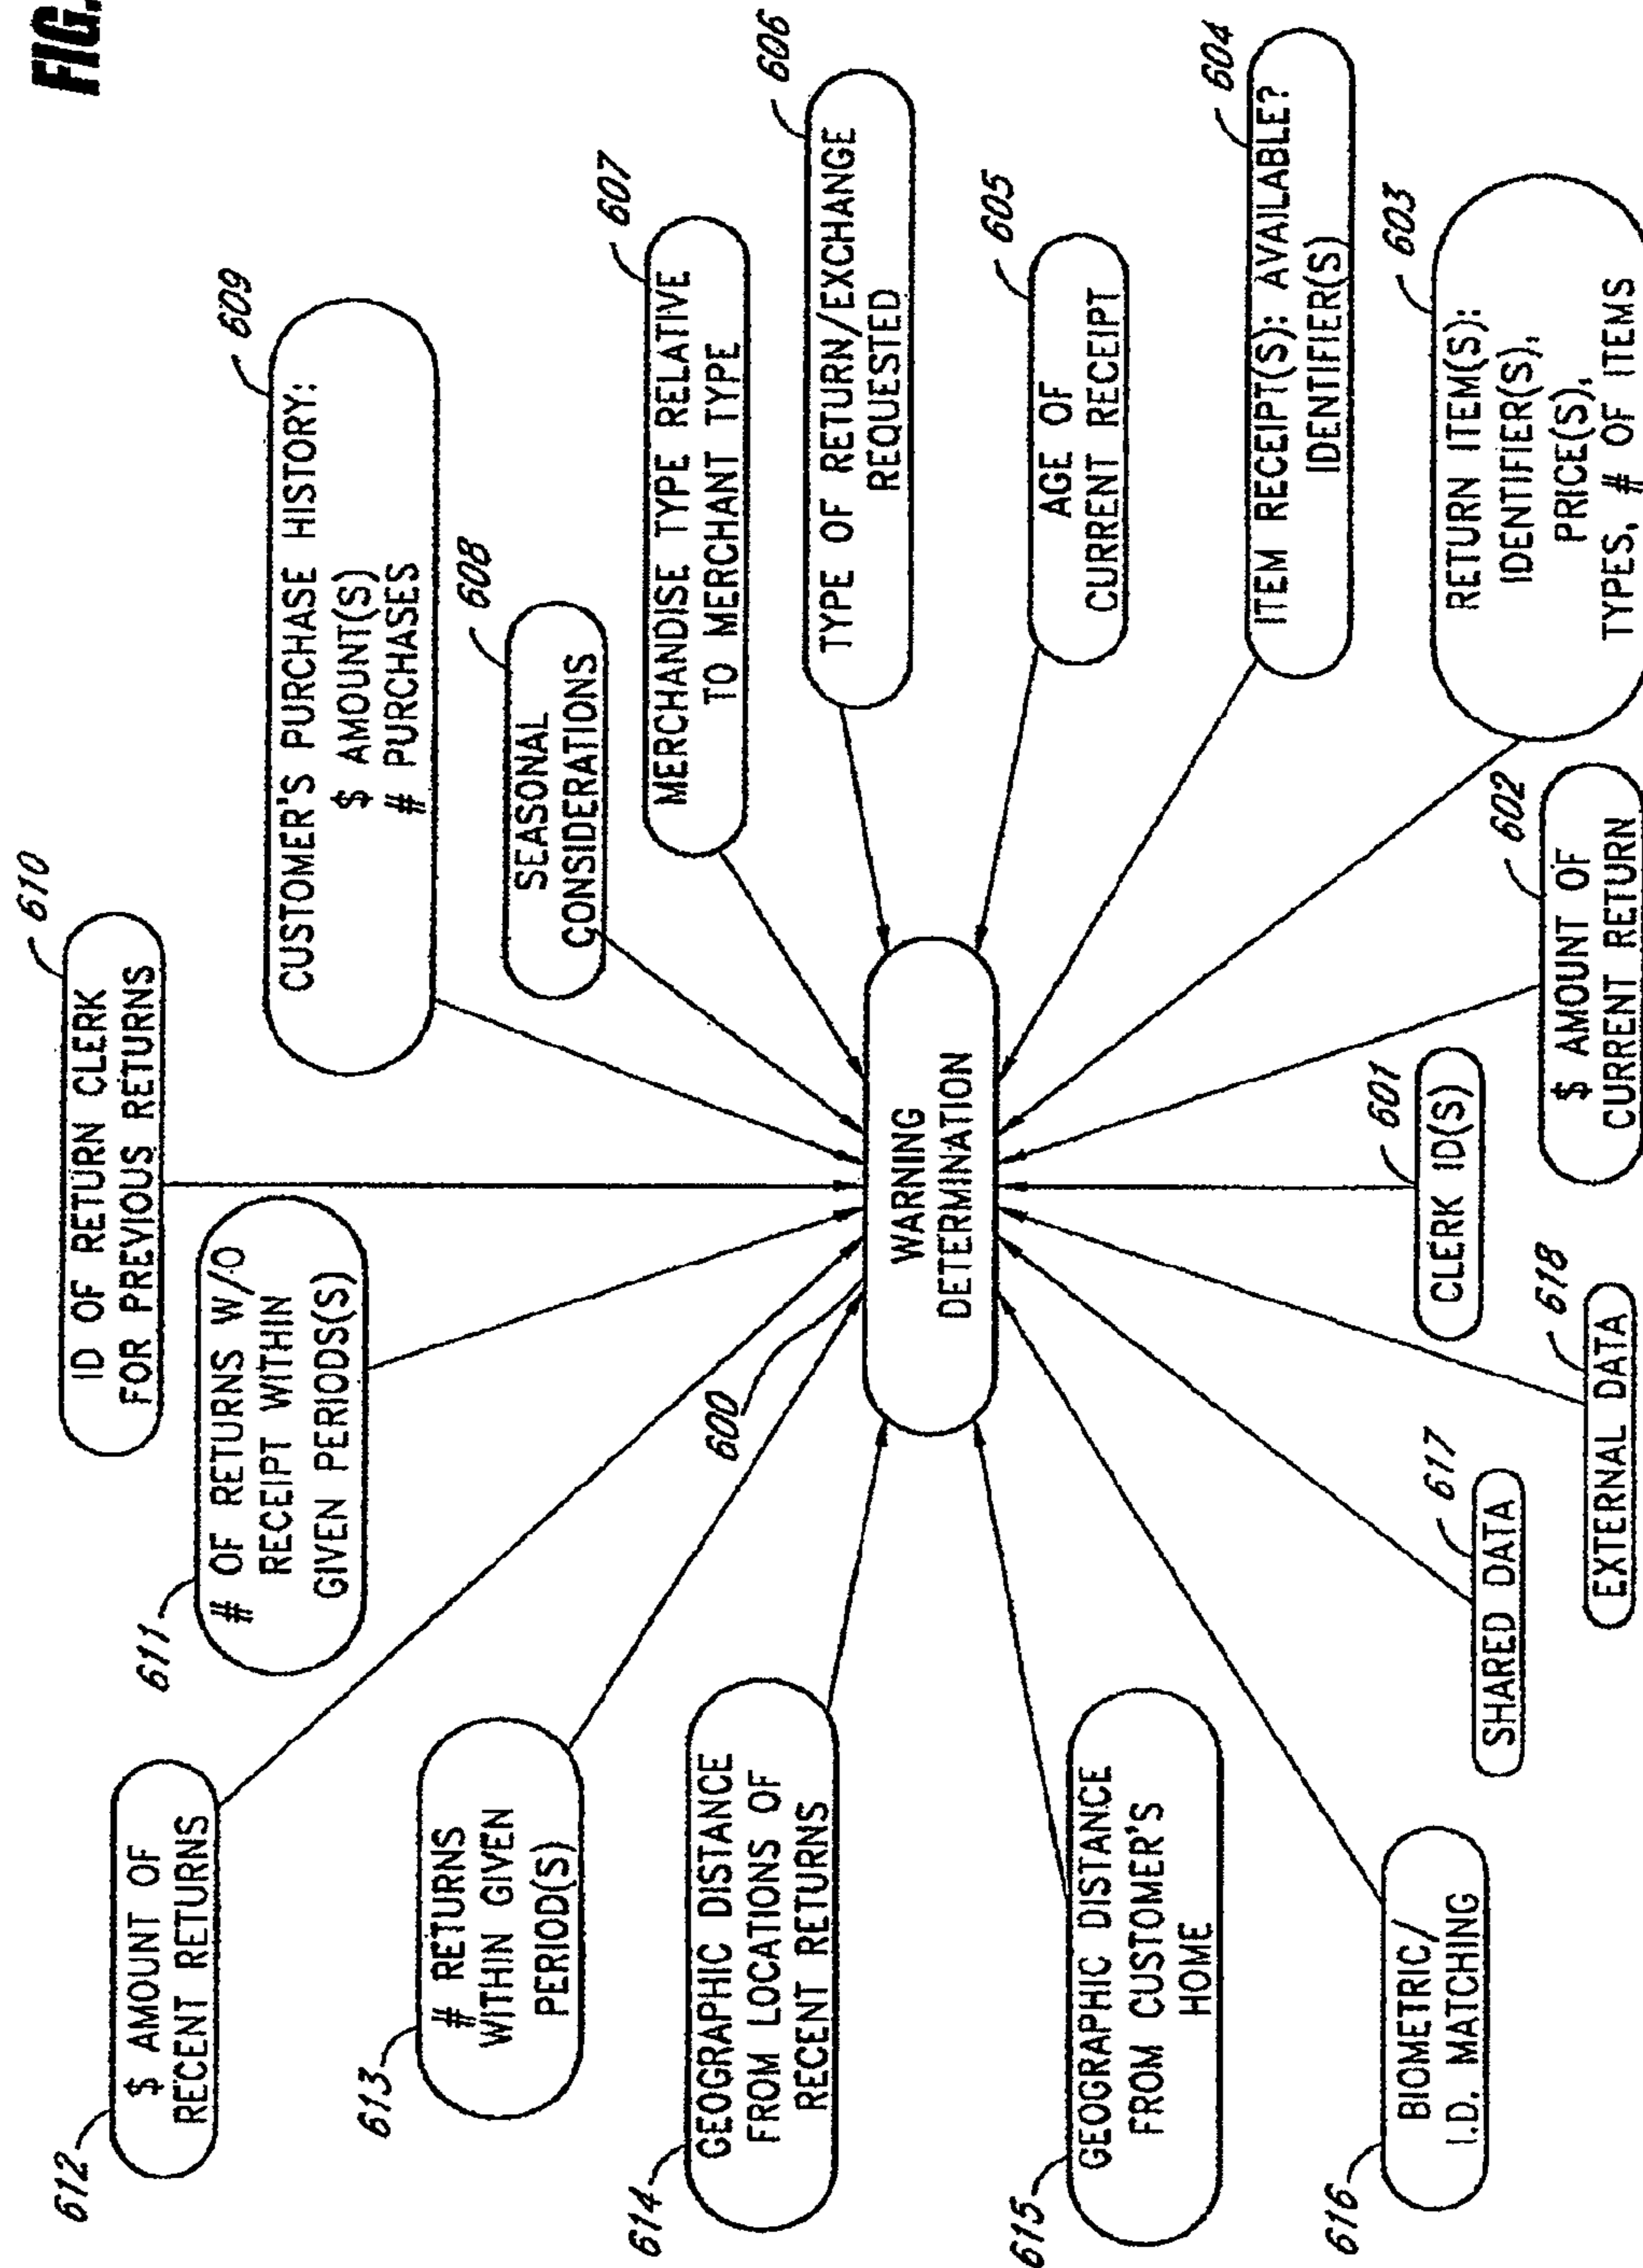 FIG.
610
ID OF RETURN CLERK
FOR PREVIOUS RETURNS
609
CUSTOMER'S PURCHASE HISTORY:
$ AMOUNT(S)
# PURCHASES
608
SEASONAL
CONSIDERATIONS
607
MERCHANDISE TYPE RELATIVE
TO MERCHANT TYPE
606
TYPE OF RETURN/EXCHANGE
REQUESTED
605
AGE OF
CURRENT RECEIPT
604
ITEM RECEIPT(S): AVAILABLE?
IDENTIFIER(S)
603
RETURN ITEM(S):
IDENTIFIER(S),
PRICE(S),
TYPES, # OF ITEMS
602
$ AMOUNT OF
CURRENT RETURN
601
CLERK ID(S)
618
EXTERNAL DATA
617
SHARED DATA
616
BIOMETRIC/
I.D. MATCHING
615
GEOGRAPHIC DISTANCE
FROM CUSTOMER'S
HOME
614
GEOGRAPHIC DISTANCE
FROM LOCATIONS OF
RECENT RETURNS
613
# RETURNS
WITHIN GIVEN
PERIOD(S)
612
$ AMOUNT OF
RECENT RETURNS
611
# OF RETURNS W/O
RECEIPT WITHIN
GIVEN PERIODS(S)
600
WARNING
DETERMINATION